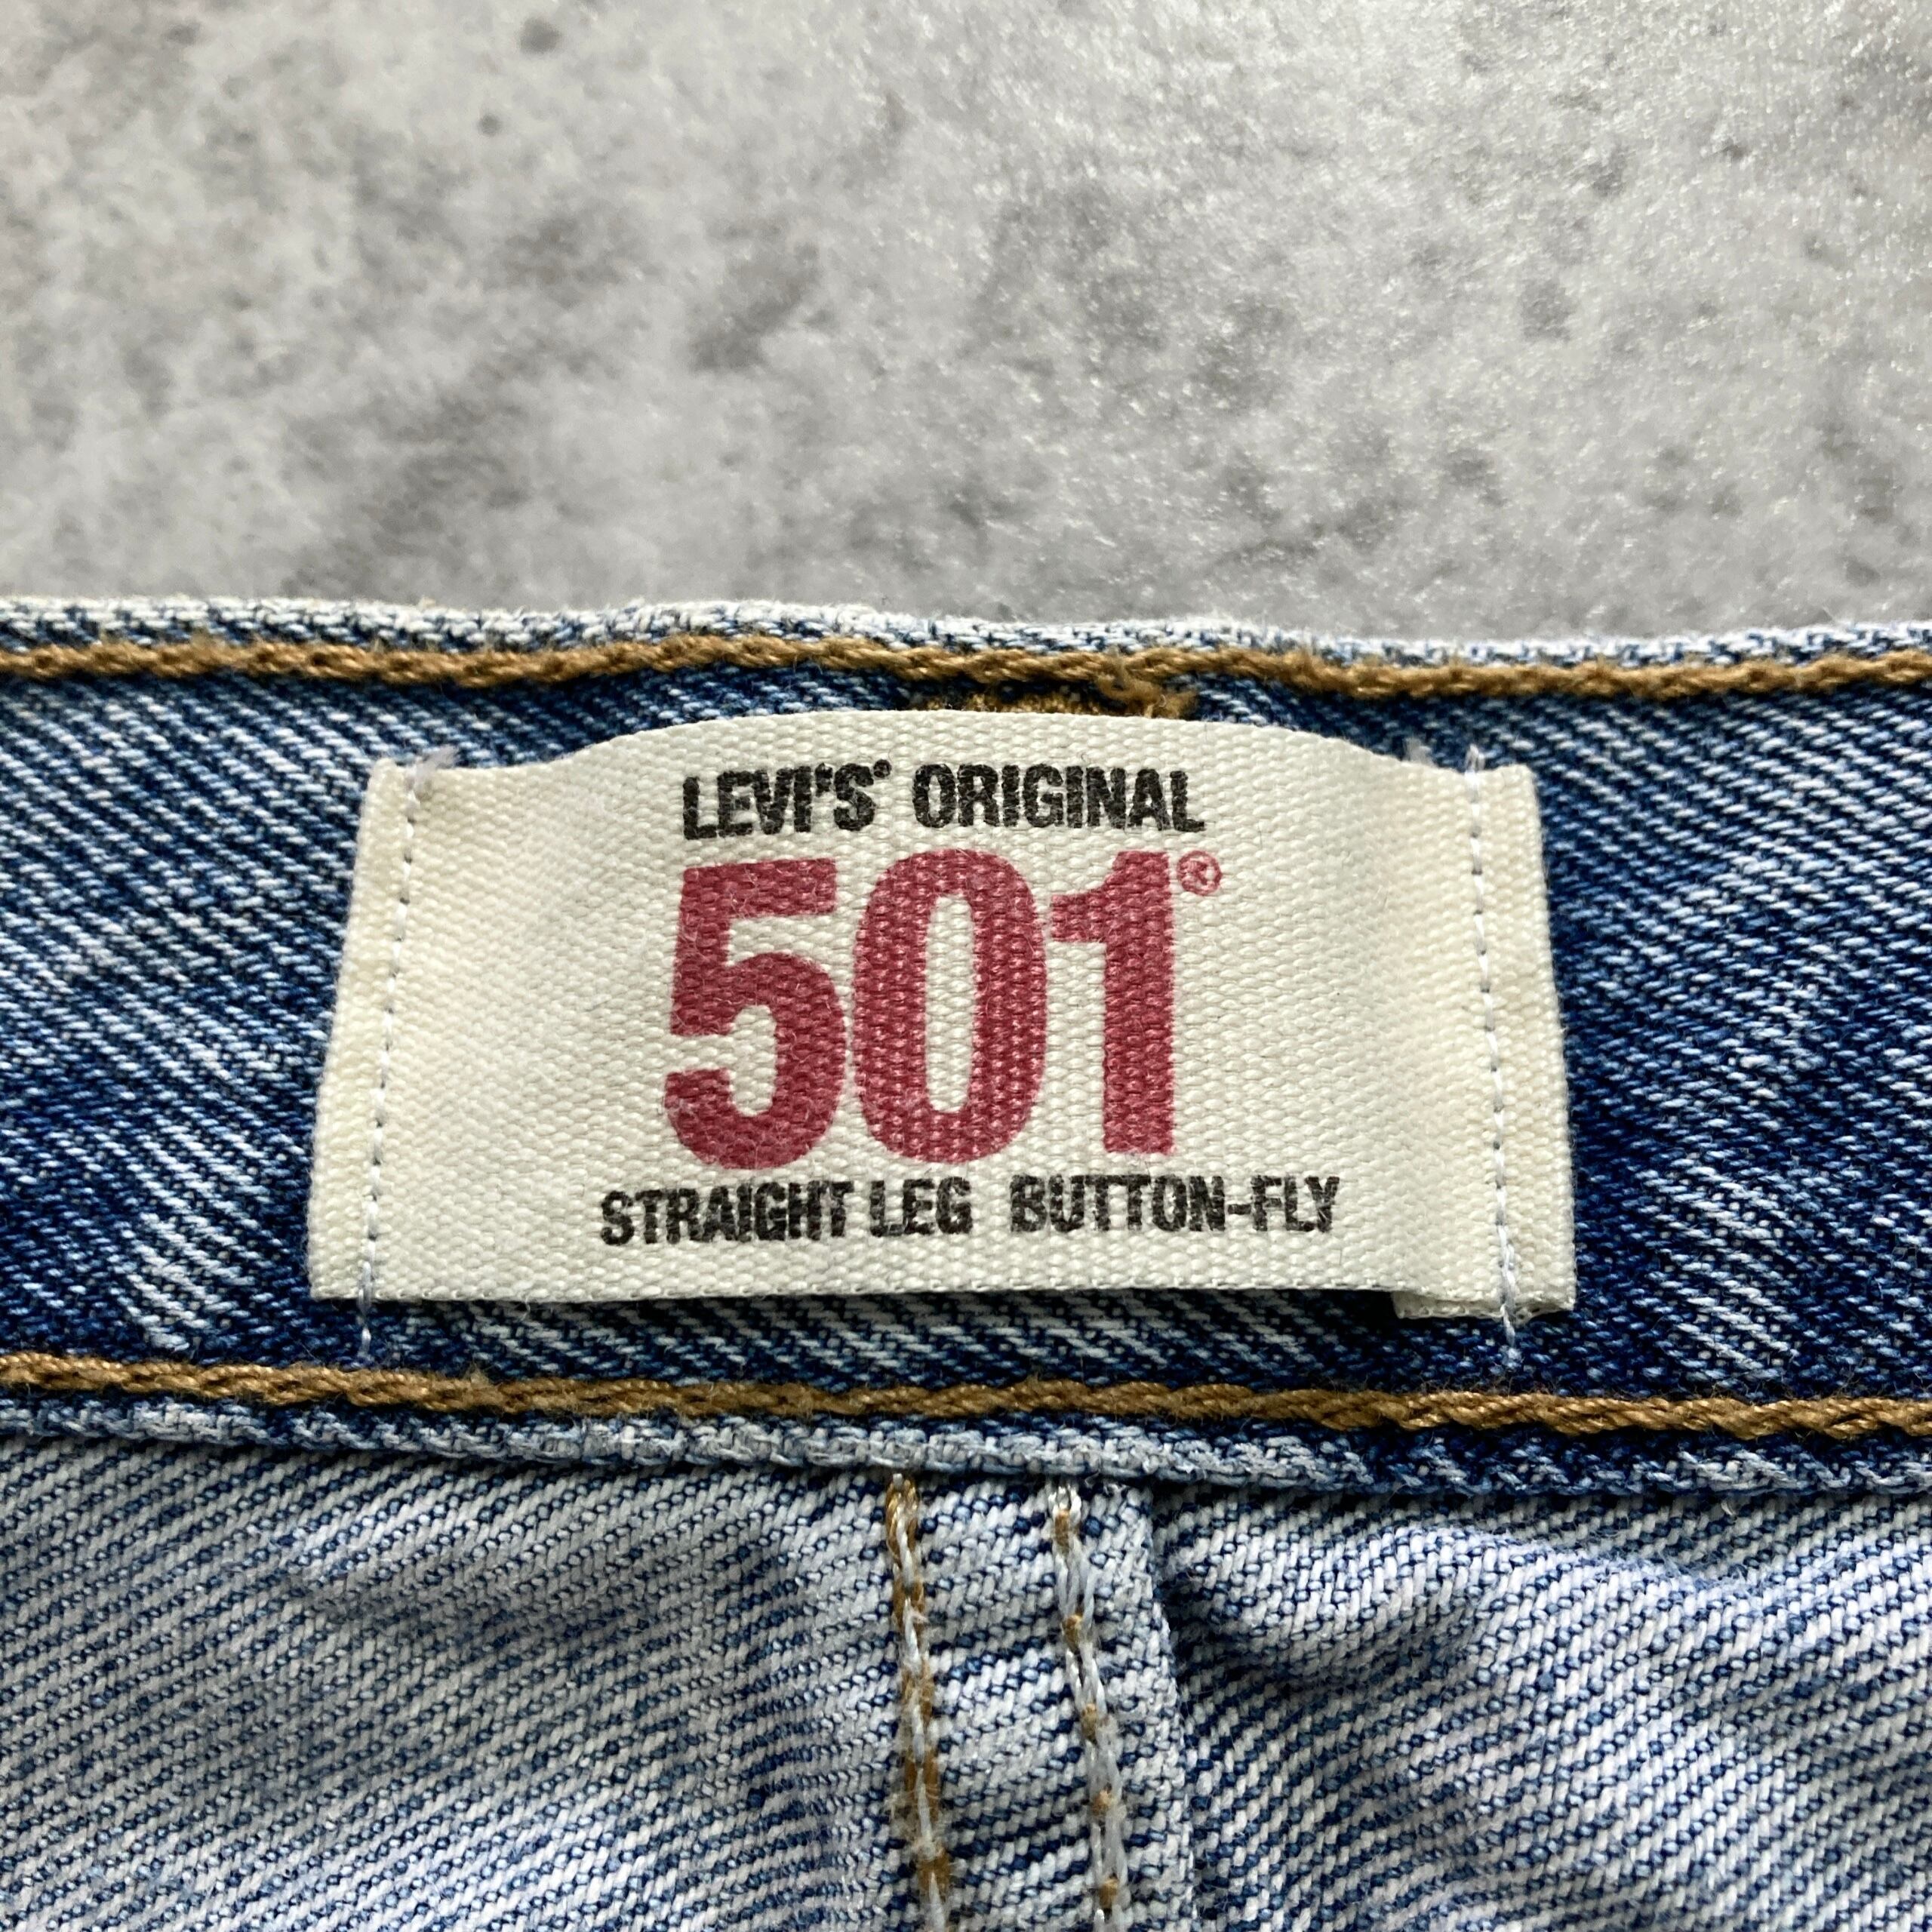 LEVI'S® ORIGINAL
501®
STRAIGHT LEG BUTTON-FLY